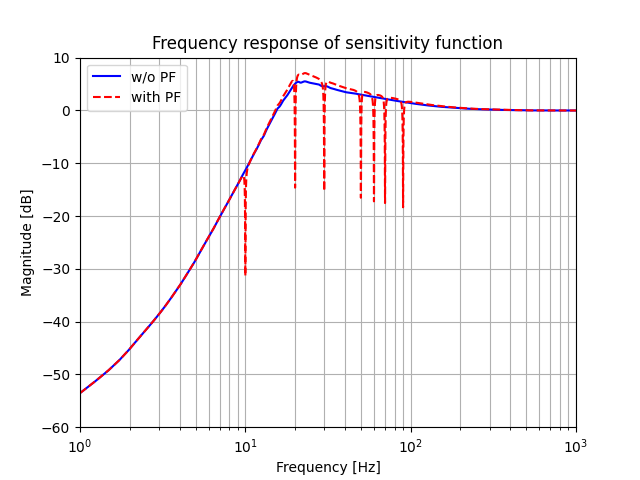 Frequency response of sensitivity function
w/o PF
with PF
Magnitude [dB]
10
0
−10
−20
−30
−40
−50
−60
10⁰ 10¹ 10² 10³
Frequency [Hz]